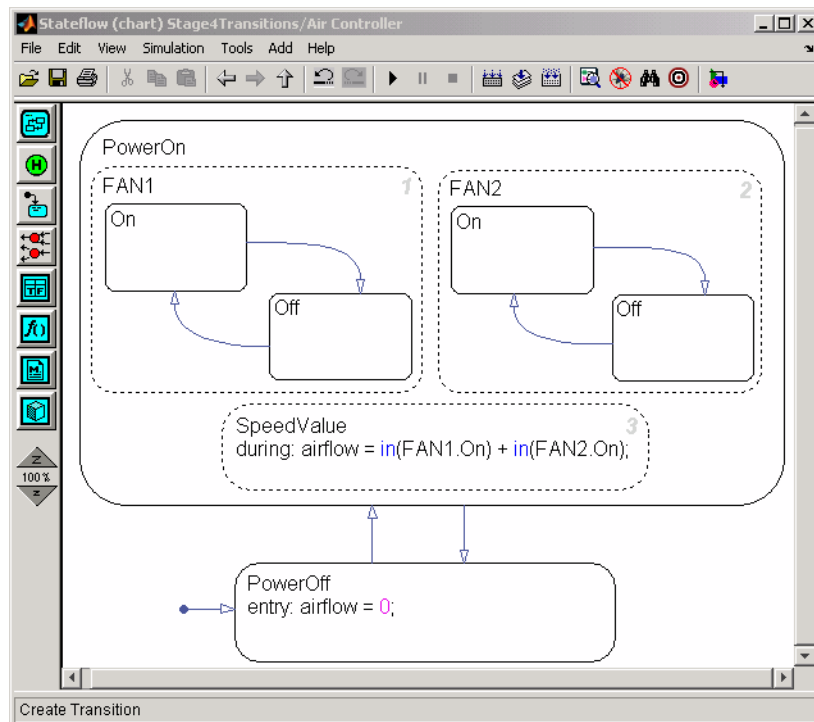 Stateflow (chart) Stage4Transitions/Air Controller
File Edit View Simulation Tools Add Help
PowerOn
FAN1
1
On
Off
FAN2
2
On
Off
SpeedValue
3
during: airflow = in(FAN1.On) + in(FAN2.On);
PowerOff
entry: airflow = 0;
H
TF
f()
M
Z
100 %
z
Create Transition